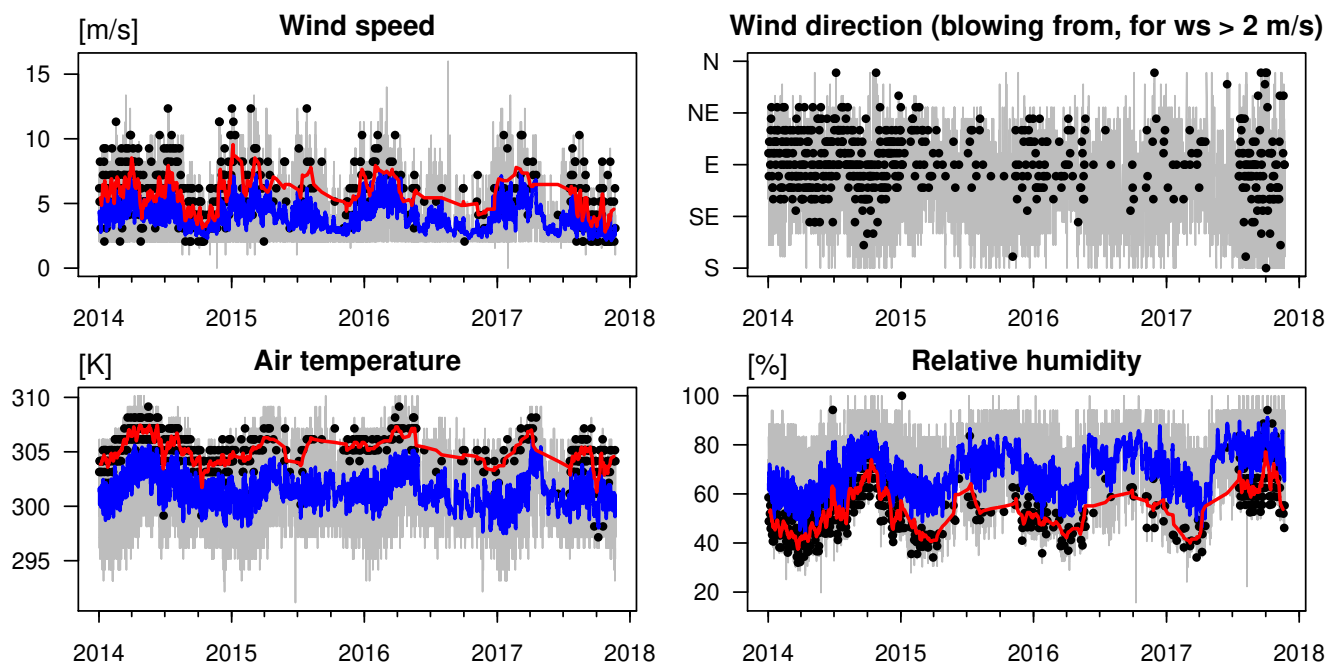 [m/s] Wind speed
15
10
5
0
2014 2015 2016 2017 2018
Wind direction (blowing from, for ws > 2 m/s)
N
NE
E
SE
S
2014 2015 2016 2017 2018
[K] Air temperature
310
305
300
295
2014 2015 2016 2017 2018
[%] Relative humidity
100
80
60
40
20
2014 2015 2016 2017 2018